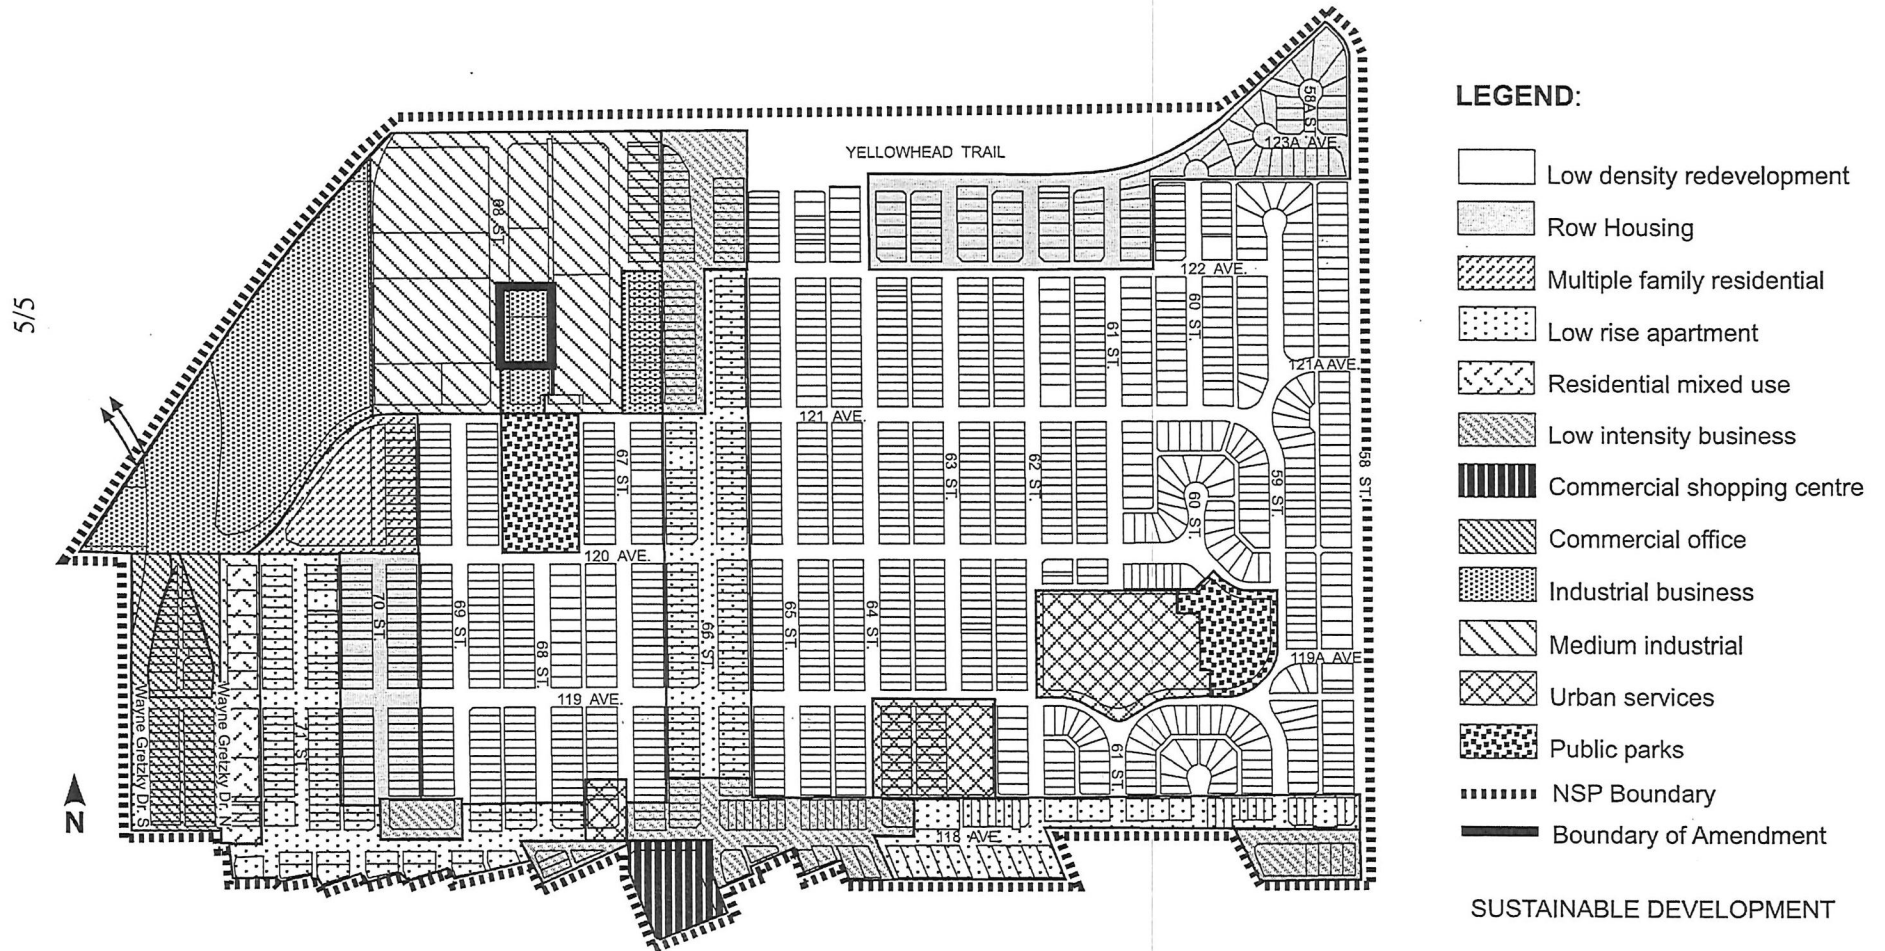 5/5
YELLOWHEAD TRAIL
58A ST.
123A AVE.
68 ST.
122 AVE.
60 ST.
61 ST.
121A AVE.
121 AVE.
67 ST.
63 ST.
62 ST.
60 ST.
59 ST.
58 ST.
120 AVE.
70 ST.
69 ST.
68 ST.
66 ST.
65 ST.
64 ST.
119A AVE
119 AVE.
Wayne Gretzky Dr. S
Wayne Gretzky Dr. N
71 ST.
61 ST.
118 AVE.
N
LEGEND:
Low density redevelopment
Row Housing
Multiple family residential
Low rise apartment
Residential mixed use
Low intensity business
Commercial shopping centre
Commercial office
Industrial business
Medium industrial
Urban services
Public parks
NSP Boundary
Boundary of Amendment
SUSTAINABLE DEVELOPMENT